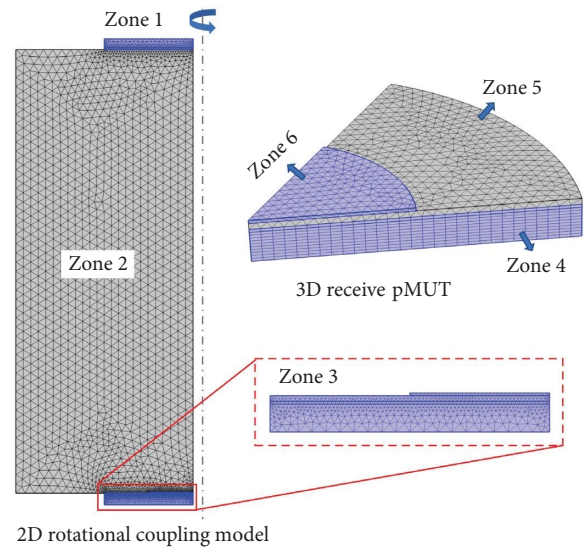 Zone 1
Zone 5
Zone 6
Zone 2
Zone 4
3D receive pMUT
Zone 3
2D rotational coupling model